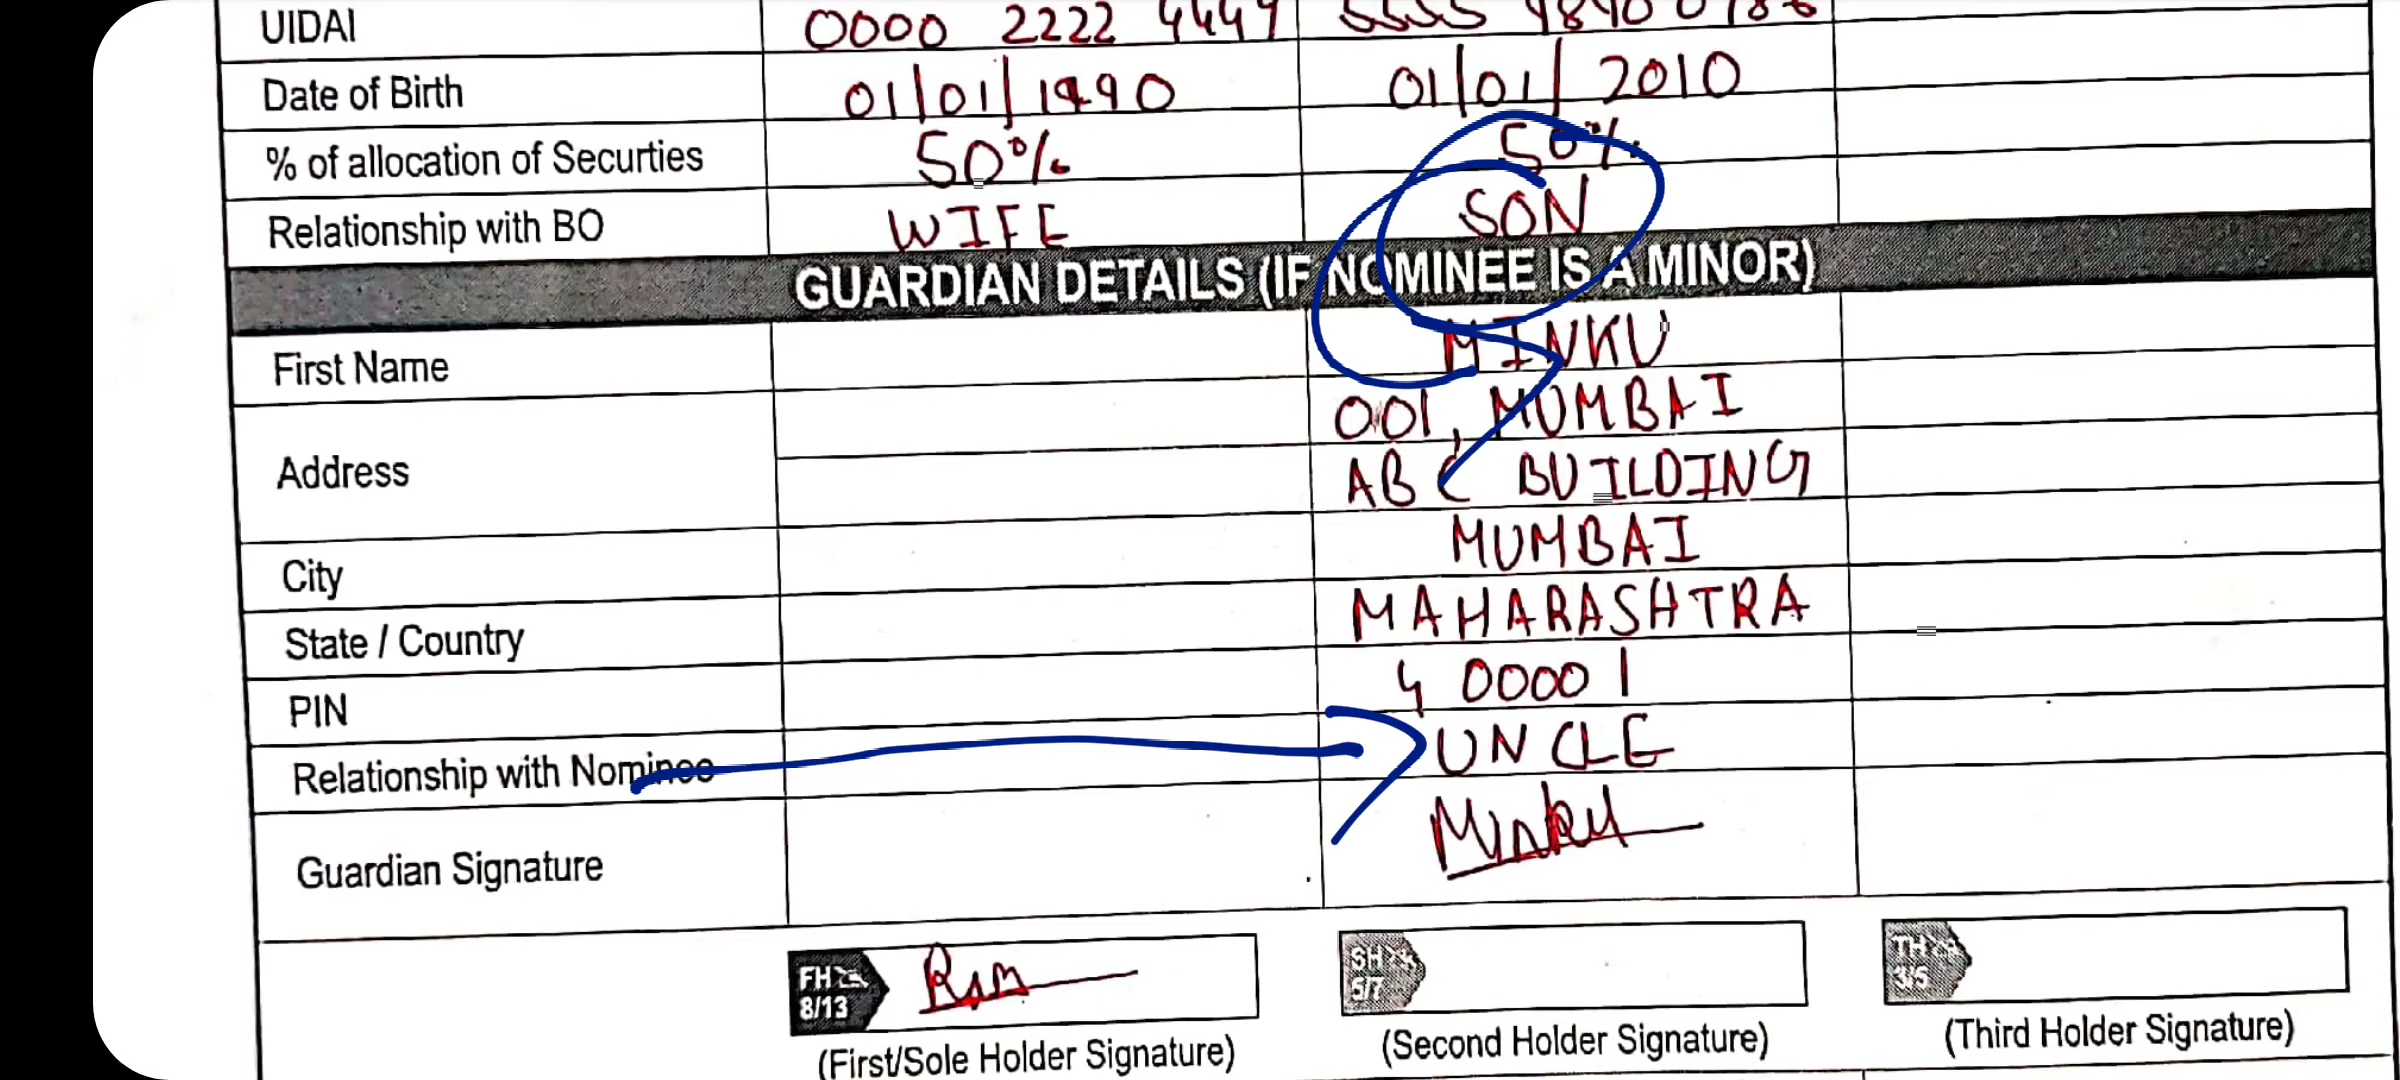 UIDAI 0000 2222 4444
Date of Birth 01/01/1990 01/01/2010
% of allocation of Securties 50% 50%
Relationship with BO WIFE SON
GUARDIAN DETAILS (IF NOMINEE IS A MINOR)
First Name MINKU
Address 001, MUMBAI
ABC BUILDING
City MUMBAI
State / Country MAHARASHTRA
PIN 400001
Relationship with Nominee UNCLE
Guardian Signature Minku
FH 8/13 SH 5/7 TH 3/5
(First/Sole Holder Signature) (Second Holder Signature) (Third Holder Signature)